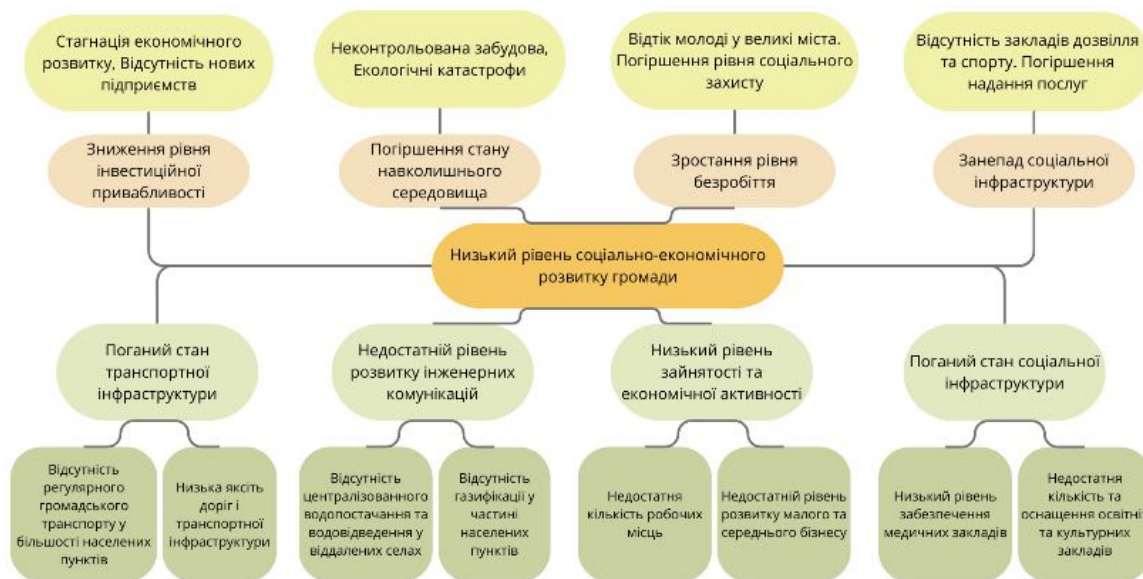 Стагнація економічного
розвитку, Відсутність нових
підприємств
Неконтрольована забудова,
Екологічні катастрофи
Відтік молоді у великі міста.
Погіршення рівня соціального
захисту
Відсутність закладів дозвілля
та спорту. Погіршення
надання послуг
Зниження рівня
інвестиційної
привабливості
Погіршення стану
навколишнього
середовища
Зростання рівня
безробіття
Занепад соціальної
інфраструктури
Низький рівень соціально-економічного
розвитку громади
Поганий стан
транспортної
інфраструктури
Недостатній рівень
розвитку інженерних
комунікацій
Низький рівень
зайнятості та
економічної активності
Поганий стан соціальної
інфраструктури
Відсутність
регулярного
громадського
транспорту у
більшості населених
пунктів
Низька яксіть
доріг і
транспортної
інфраструктури
Відсутність
централізованного
водопостачання та
водовідведення у
віддалених селах
Відсутність
газифікації у
частині
населених
пунктів
Недостатня
кількість робочих
місць
Недостатній рівень
розвитку малого та
середнього бізнесу
Низький рівень
забезпечення
медичних закладів
Недостатня
кількість та
оснащення освітніх
та культурних
закладів